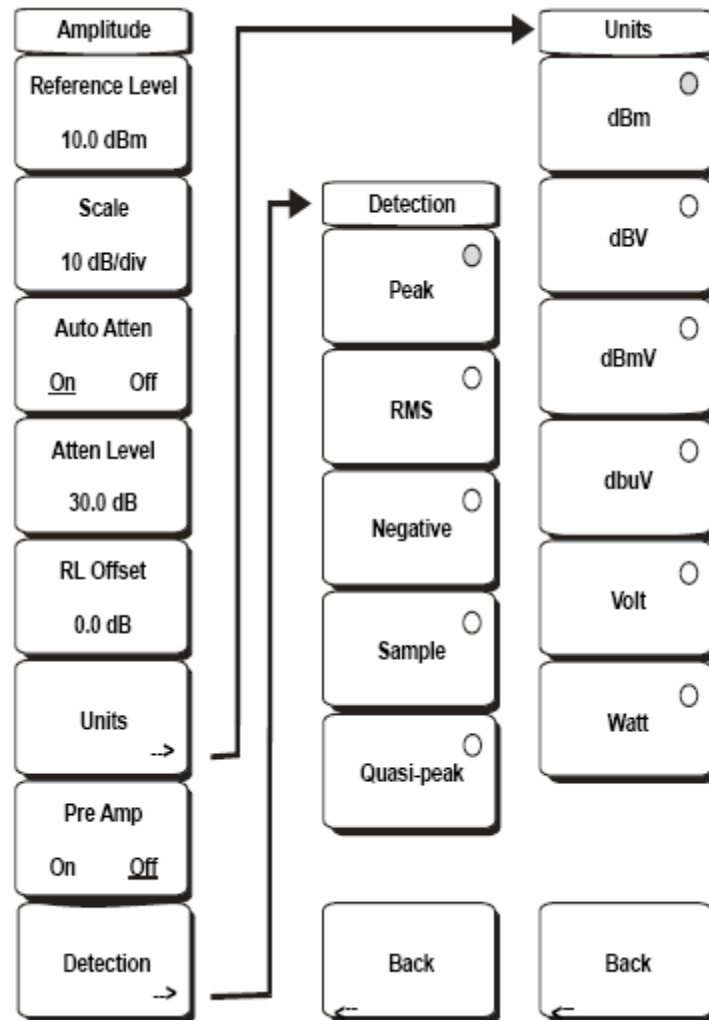 Amplitude
Reference Level
10.0 dBm
Scale
10 dB/div
Auto Atten
On Off
Atten Level
30.0 dB
RL Offset
0.0 dB
Units
-->
Pre Amp
On Off
Detection
-->
Detection
Peak
RMS
Negative
Sample
Quasi-peak
Back
<--
Units
dBm
dBV
dBmV
dbuV
Volt
Watt
Back
<--